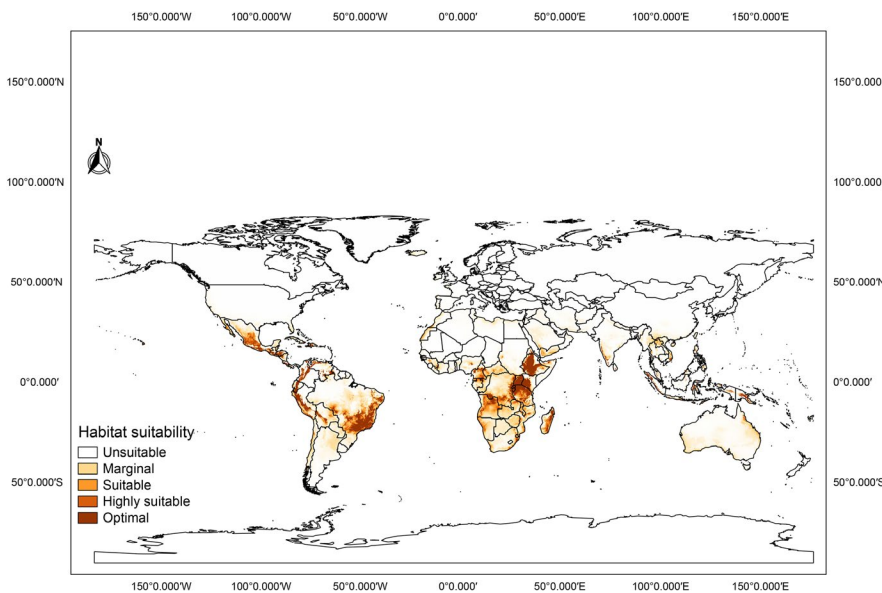 150°0.000'W 100°0.000'W 50°0.000'W 0°0.000' 50°0.000'E 100°0.000'E 150°0.000'E
150°0.000'N 150°0.000
N
100°0.000'N 100°0.000
50°0.000'N 50°0.000'
0°0.000' 0°0.000'
Habitat suitability
Unsuitable
Marginal
Suitable
50°0.000'S 50°0.000'
Highly suitable
Optimal
150°0.000'W 100°0.000'W 50°0.000'W 0°0.000' 50°0.000'E 100°0.000'E 150°0.000'E